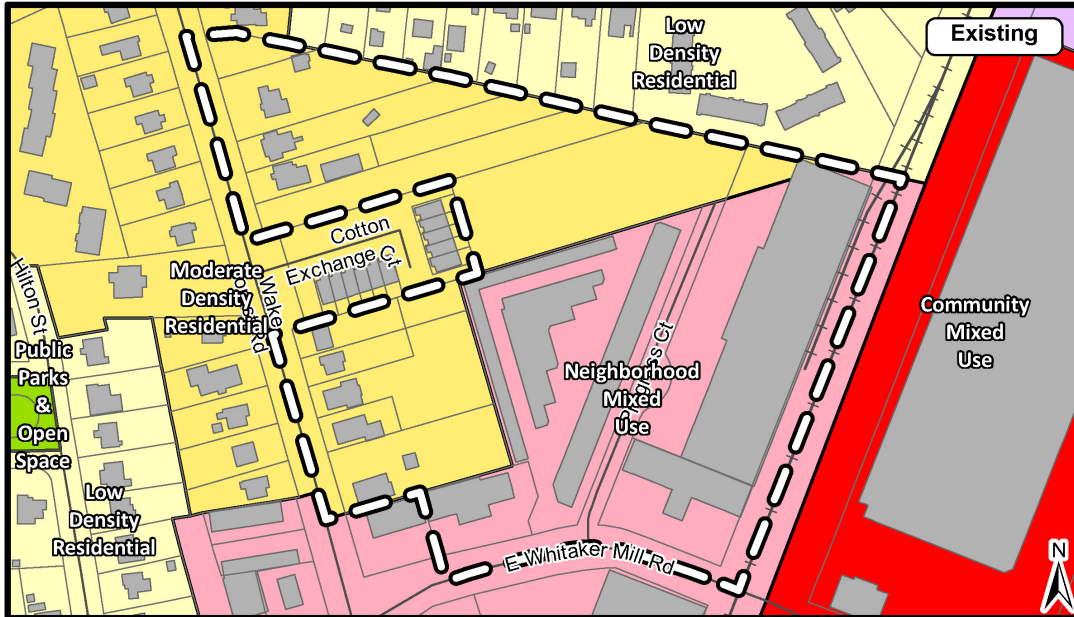 Existing
Low
Density
Residential
Cotton
Exchange Ct
Hilton St
Moderate
Density
Residential
Wake
Rd
Public
Parks
&
Open
Space
Community
Mixed
Use
Neighborhood
Mixed
Use
Ct
Low
Density
Residential
E Whitaker Mill Rd
N